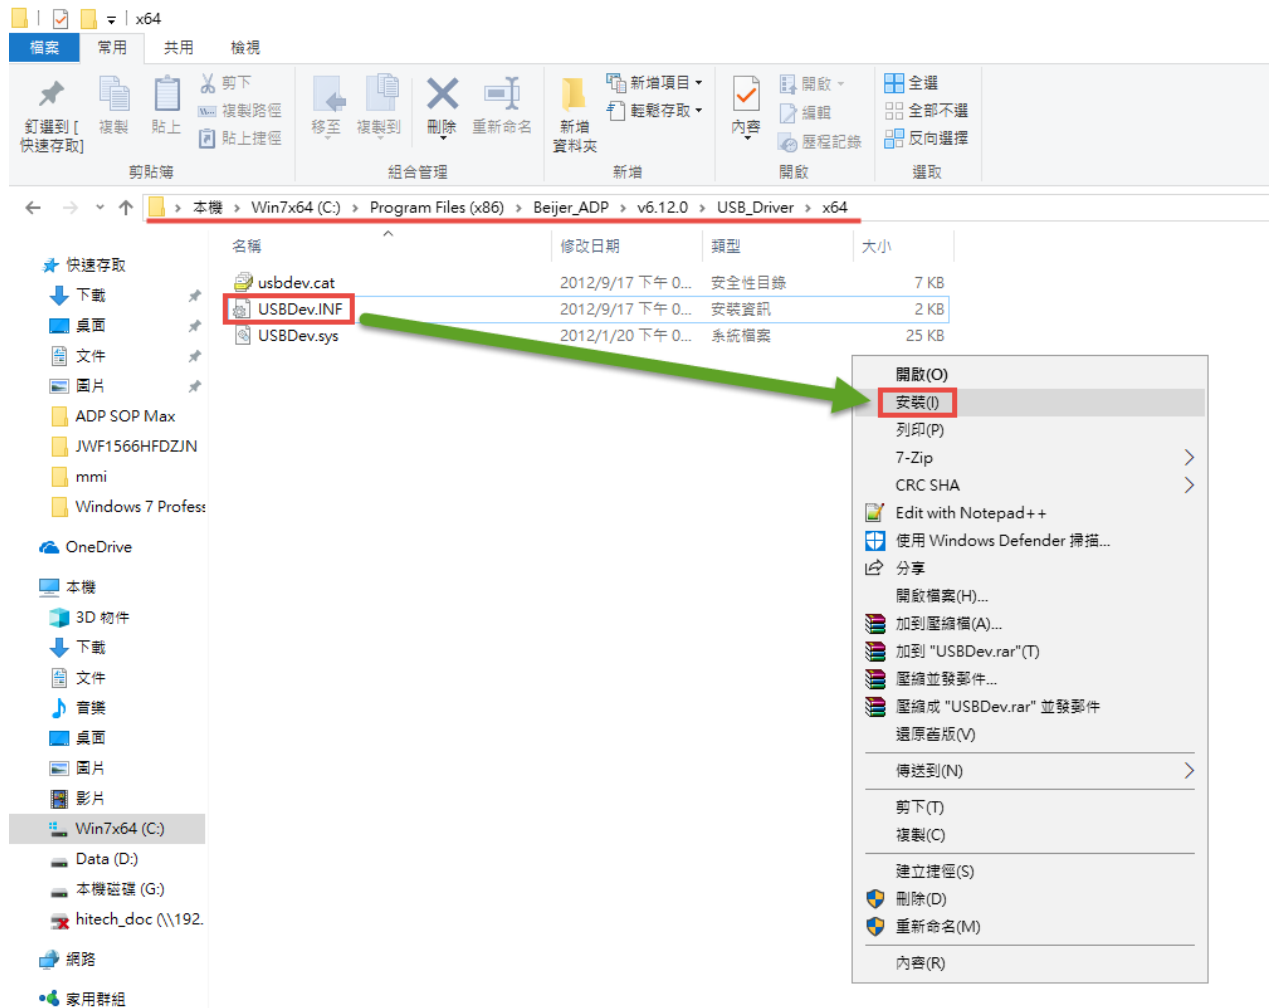 x64
檔案 常用 共用 檢視
釘選到 [
快速存取]
複製
貼上
剪下
複製路徑
貼上捷徑
剪貼簿
移至
複製到
刪除
重新命名
組合管理
新增
資料夾
新增項目
輕鬆存取
新增
內容
開啟
編輯
歷程記錄
開啟
全選
全部不選
反向選擇
選取
本機 > Win7x64 (C:) > Program Files (x86) > Beijer_ADP > v6.12.0 > USB_Driver > x64
名稱 修改日期 類型 大小
usbdev.cat 2012/9/17 下午 0... 安全性目錄 7 KB
USBDev.INF 2012/9/17 下午 0... 安裝資訊 2 KB
USBDev.sys 2012/1/20 下午 0... 系統檔案 25 KB
快速存取
下載
桌面
文件
圖片
ADP SOP Max
JWF1566HFDZJN
mmi
Windows 7 Profess
OneDrive
本機
3D 物件
下載
文件
音樂
桌面
圖片
影片
Win7x64 (C:)
Data (D:)
本機磁碟 (G:)
hitech_doc (\\192.
網路
家用群組
開啟(O)
安裝(I)
列印(P)
7-Zip
CRC SHA
Edit with Notepad++
使用 Windows Defender 掃描...
分享
開啟檔案(H)...
加到壓縮檔(A)...
加到 "USBDev.rar"(T)
壓縮並發郵件...
壓縮成 "USBDev.rar" 並發郵件
還原舊版(V)
傳送到(N)
剪下(T)
複製(C)
建立捷徑(S)
刪除(D)
重新命名(M)
內容(R)